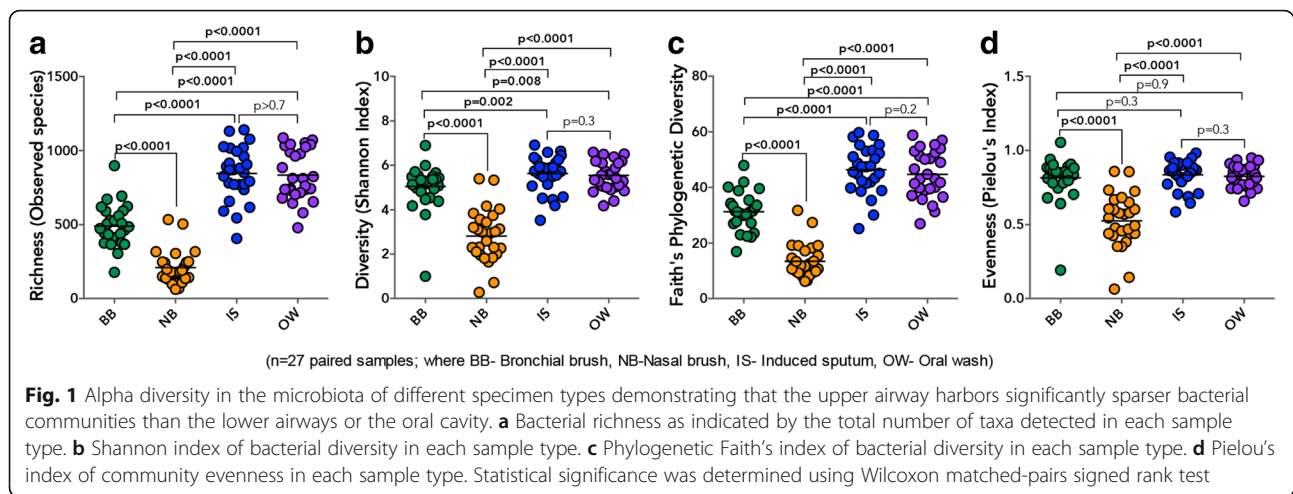 a
p<0.0001
p<0.0001
p<0.0001
p<0.0001
p>0.7
p<0.0001
Richness (Observed species)
1500
1000
500
0
BB
NB
IS
OW
b
p<0.0001
p<0.0001
p=0.008
p=0.002
p<0.0001
p=0.3
Diversity (Shannon Index)
10
8
6
4
2
0
BB
NB
IS
OW
c
p<0.0001
p<0.0001
p<0.0001
p<0.0001
p=0.2
p<0.0001
Faith's Phylogenetic Diversity
80
60
40
20
0
BB
NB
IS
OW
d
p<0.0001
p<0.0001
p=0.9
p=0.3
p<0.0001
p=0.3
Evenness (Pielou's Index)
1.5
1.0
0.5
0.0
BB
NB
IS
OW
(n=27 paired samples; where BB- Bronchial brush, NB-Nasal brush, IS- Induced sputum, OW- Oral wash)
Fig. 1 Alpha diversity in the microbiota of different specimen types demonstrating that the upper airway harbors significantly sparser bacterial
communities than the lower airways or the oral cavity. a Bacterial richness as indicated by the total number of taxa detected in each sample
type. b Shannon index of bacterial diversity in each sample type. c Phylogenetic Faith's index of bacterial diversity in each sample type. d Pielou's
index of community evenness in each sample type. Statistical significance was determined using Wilcoxon matched-pairs signed rank test